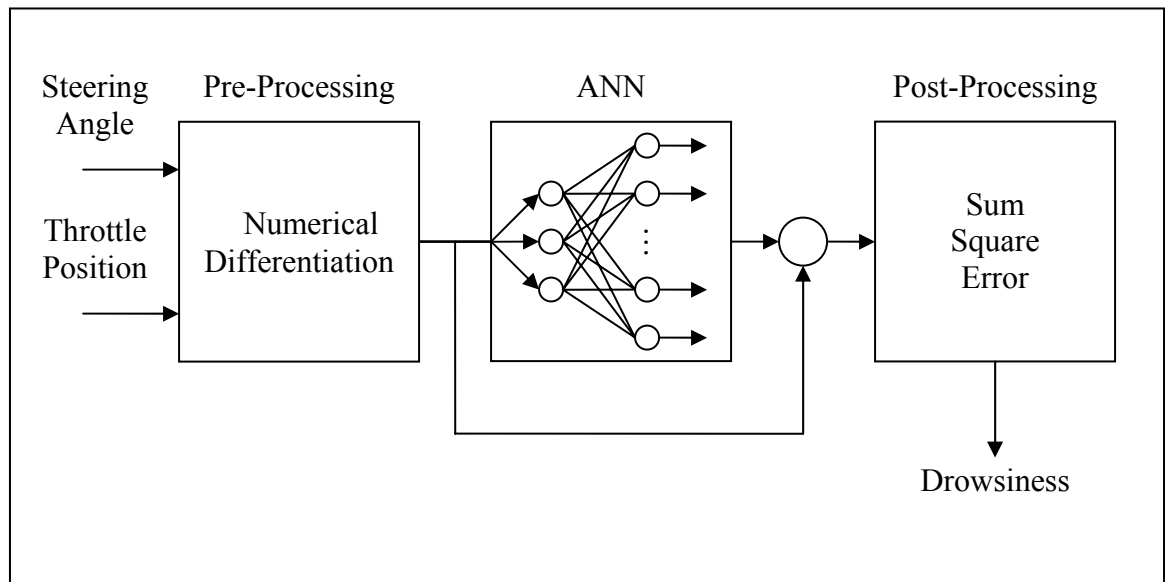 Steering
Angle
Pre-Processing
ANN
Post-Processing
Throttle
Position
Numerical
Differentiation
...
Sum
Square
Error
Drowsiness